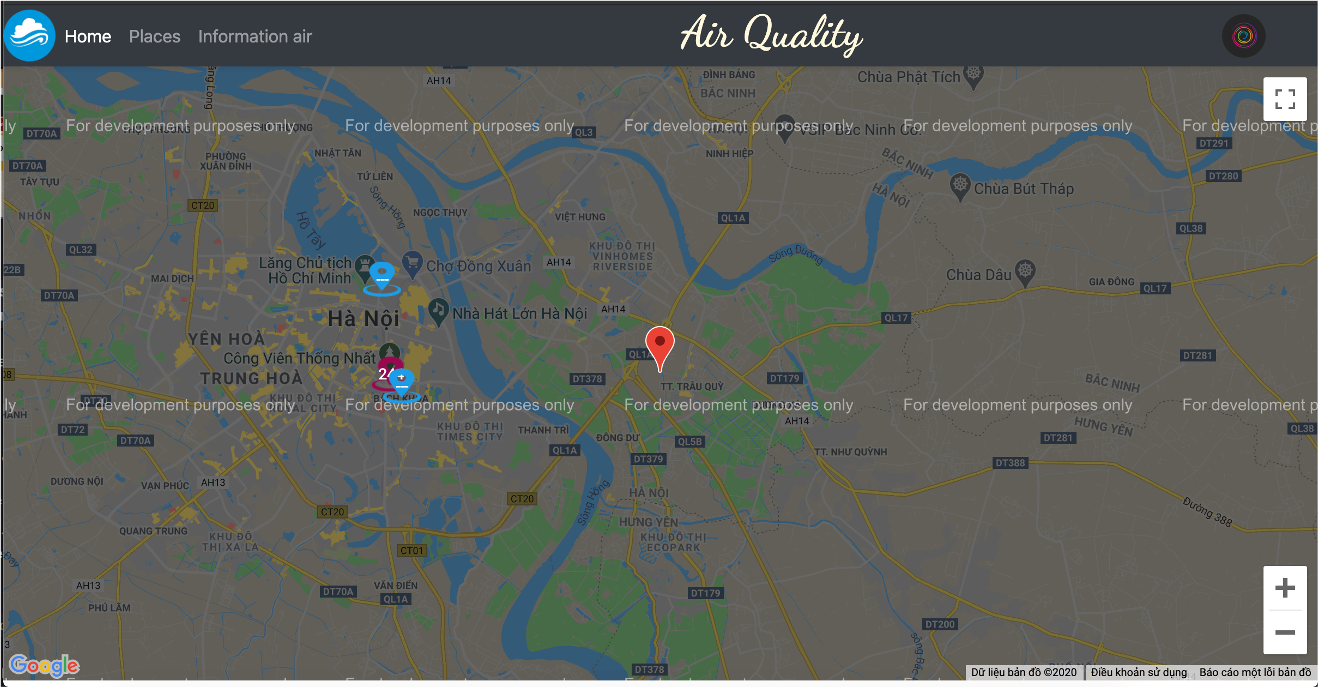 Home Places Information air
Air Quality
AH14
ĐÌNH BẢNG
BẮC NINH
Chùa Phật Tích
For development purposes only
For development purposes only
For development purposes only
For development purposes only
For development p
ly
DT70A
QL3
DT291
NINH HIỆP
PHƯỜNG
XUÂN ĐỈNH
NHẬT TÂN
DT70A
TÂY TỰU
TỨ LIÊN
BẮC NINH
HÀ NỘI
DT280
Chùa Bút Tháp
Sông Hồng
CT20
NGỌC THỤY
VIỆT HƯNG
QL1A
NHỔN
Hồ Tây
QL38
QL32
KHU ĐÔ THỊ
VINHOMES
RIVERSIDE
Sông Đuống
Lăng Chủ tịch
Hồ Chí Minh
Chợ Đồng Xuân
AH14
22B
MAI DỊCH
Chùa Dâu
GIA ĐÔNG
QL17
DT70A
Hà Nội
Nhà Hát Lớn Hà Nội
AH14
QL17
YÊN HOÀ
Công Viên Thống Nhất
QL1A
DT281
TRUNG HOÀ
DT378
TT. TRÂU QUỲ
DT179
BẮC NINH
HƯNG YÊN
ly
For development purposes only
For development purposes only
For development purposes only
For development purposes only
For development p
AH14
DT72
DT70A
KHU ĐÔ THỊ
TIMES CITY
THANH TRÌ
ĐÔNG DƯ
QL5B
QL38
DT281
QL1A
DT379
TT. NHƯ QUỲNH
DT388
DƯƠNG NỘI
VẠN PHÚC
AH13
HÀ NỘI
CT20
CT20
Sông Hồng
Đường 388
QUANG TRUNG
HƯNG YÊN
KHU ĐÔ THỊ
XA LA
KHU ĐÔ THỊ
ECOPARK
CT01
AH13
VĂN ĐIỂN
DT70A
QL1A
DT179
PHÚ LÃM
DT200
DT378
Google
Dữ liệu bản đồ ©2020
Điều khoản sử dụng
Báo cáo một lỗi bản đồ